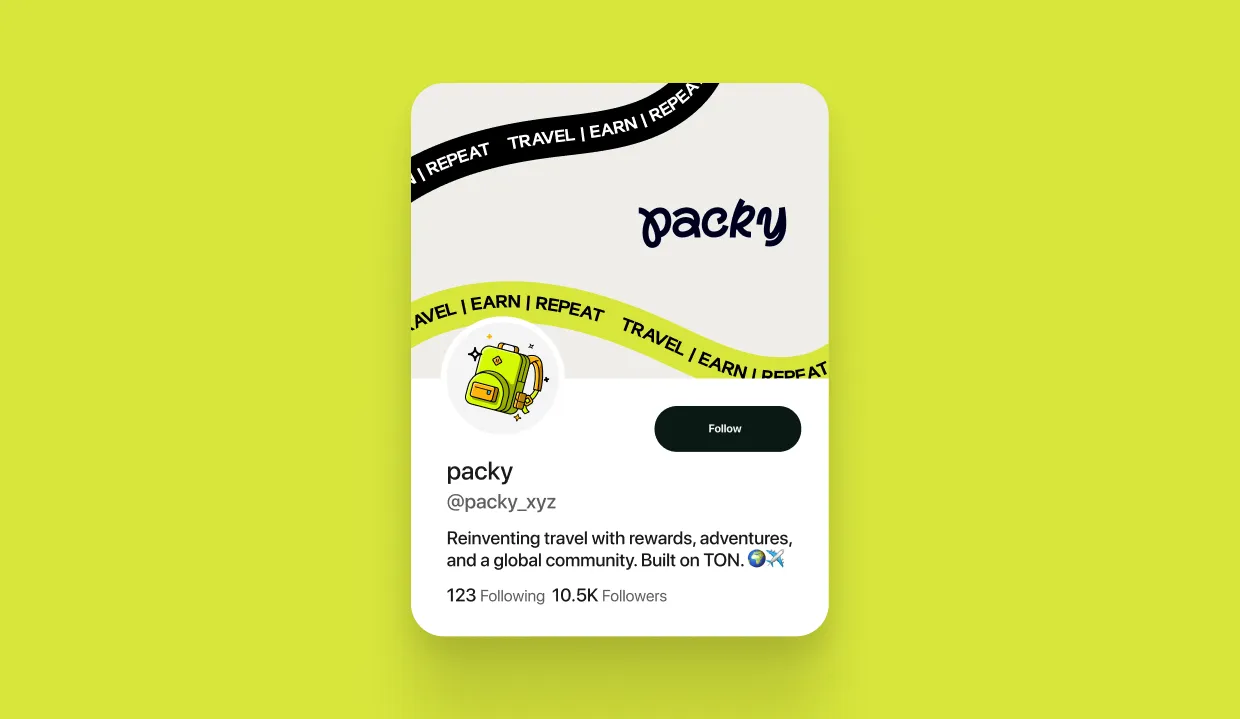 N | REPEAT TRAVEL | EARN | REPEAT
packy
AVEL | EARN | REPEAT TRAVEL | EARN | REPEAT
Follow
packy
@packy_xyz
Reinventing travel with rewards, adventures,
and a global community. Built on TON. 🌍✈️
123 Following 10.5K Followers